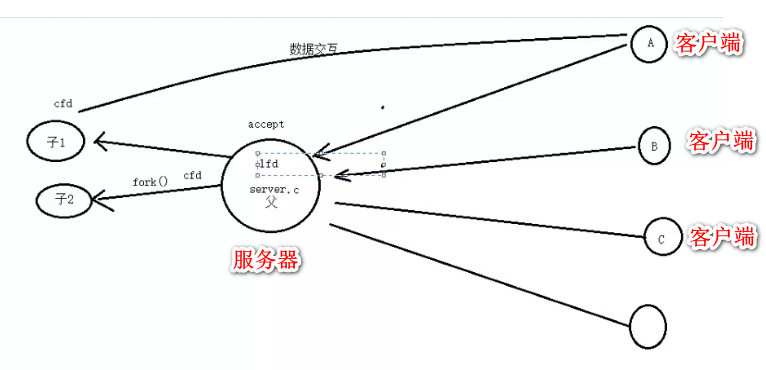 数据交互
A
客户端
cfd
accept
子1
lfd
B
客户端
fork()
cfd
子2
server.c
父
C
客户端
服务器